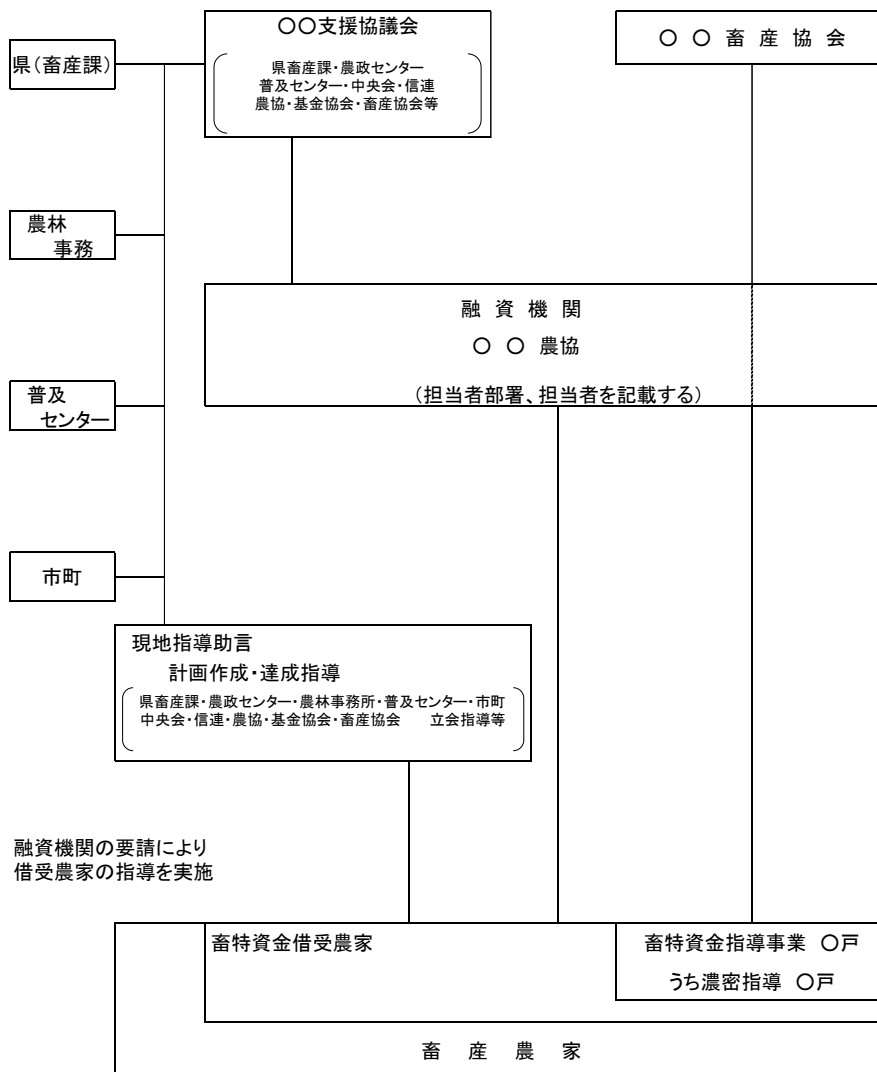 〇〇支援協議会
県畜産課・農政センター
普及センター・中央会・信連
農協・基金協会・畜産協会等
〇 〇 畜 産 協 会
県(畜産課)
農林
事務
融 資 機 関
〇 〇 農協
(担当者部署、担当者を記載する)
普及
センター
市町
現地指導助言
計画作成・達成指導
県畜産課・農政センター・農林事務所・普及センター・市町
中央会・信連・農協・基金協会・畜産協会 立会指導等
融資機関の要請により
借受農家の指導を実施
畜特資金借受農家
畜特資金指導事業 〇戸
うち濃密指導 〇戸
畜 産 農 家